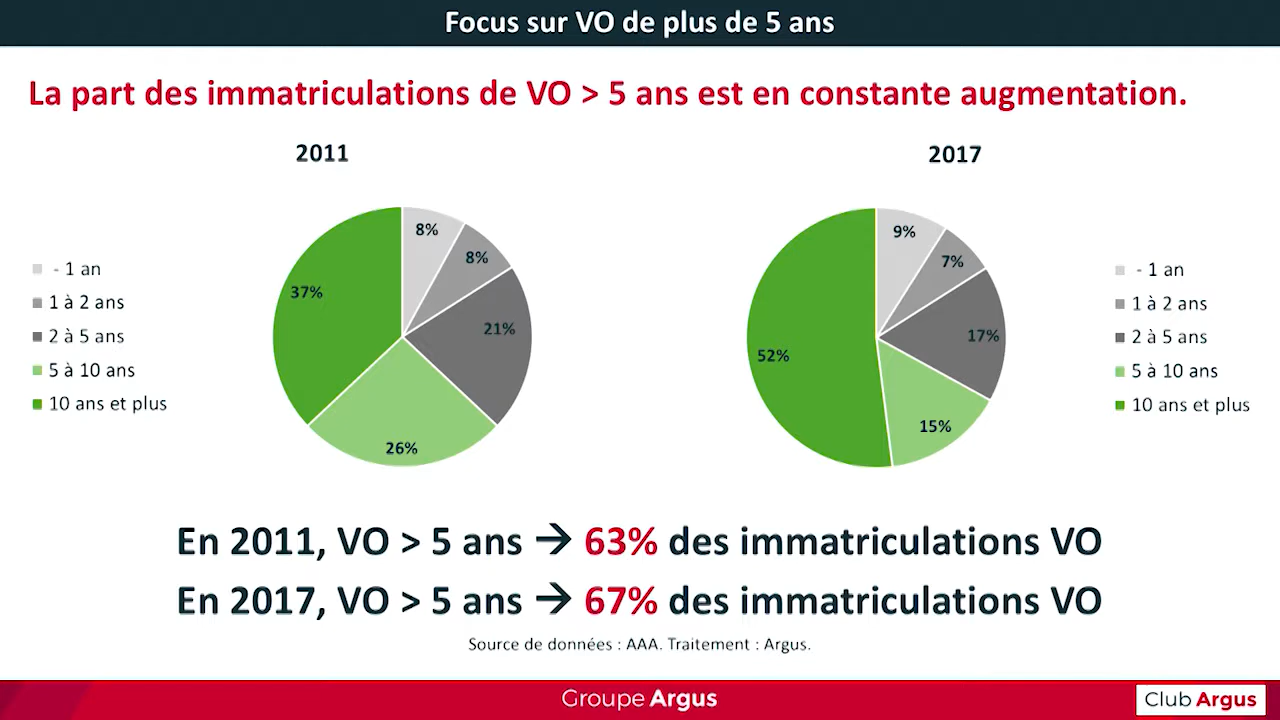 Focus sur VO de plus de 5 ans
La part des immatriculations de VO > 5 ans est en constante augmentation.
2011
8%
8%
21%
26%
37%
- 1 an
1 à 2 ans
2 à 5 ans
5 à 10 ans
10 ans et plus
2017
9%
7%
17%
15%
52%
- 1 an
1 à 2 ans
2 à 5 ans
5 à 10 ans
10 ans et plus
En 2011, VO > 5 ans → 63% des immatriculations VO
En 2017, VO > 5 ans → 67% des immatriculations VO
Source de données : AAA. Traitement : Argus.
Groupe Argus
Club Argus